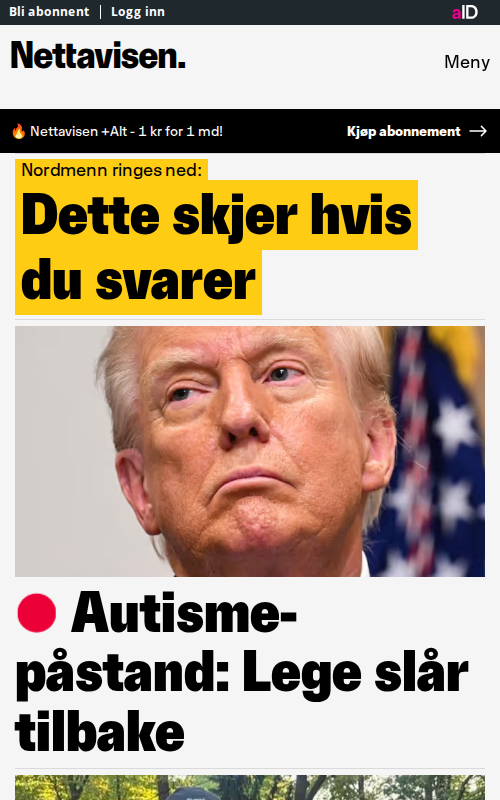 Bli abonnent | Logg inn
aID
Nettavisen.
Meny
🔥 Nettavisen +Alt - 1 kr for 1 md!
Kjøp abonnement →
Nordmenn ringes ned:
Dette skjer hvis
du svarer
Autisme-
påstand: Lege slår
tilbake